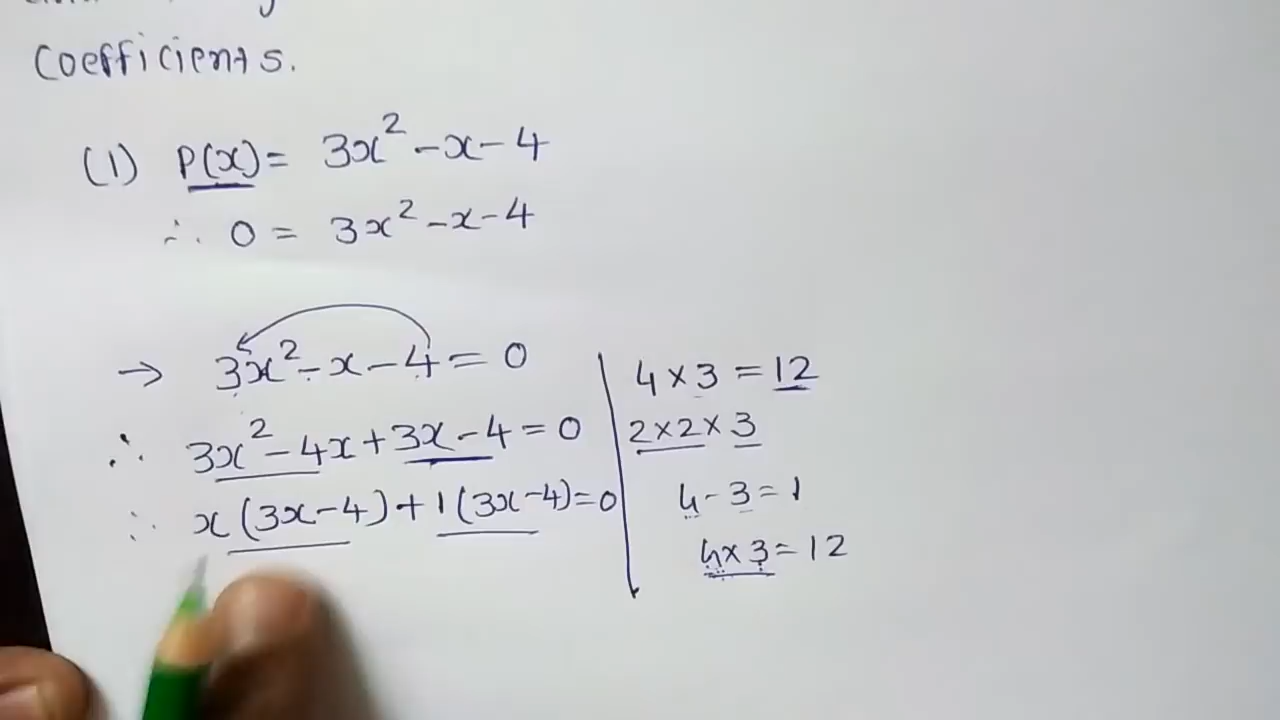 Coefficients.
(1) P(x) = 3x² - x - 4
∴ 0 = 3x² - x - 4
→ 3x² - x - 4 = 0
∴ 3x² - 4x + 3x - 4 = 0
∴ x(3x - 4) + 1(3x - 4) = 0
4 × 3 = 12
2 × 2 × 3
4 - 3 = 1
4 × 3 = 12